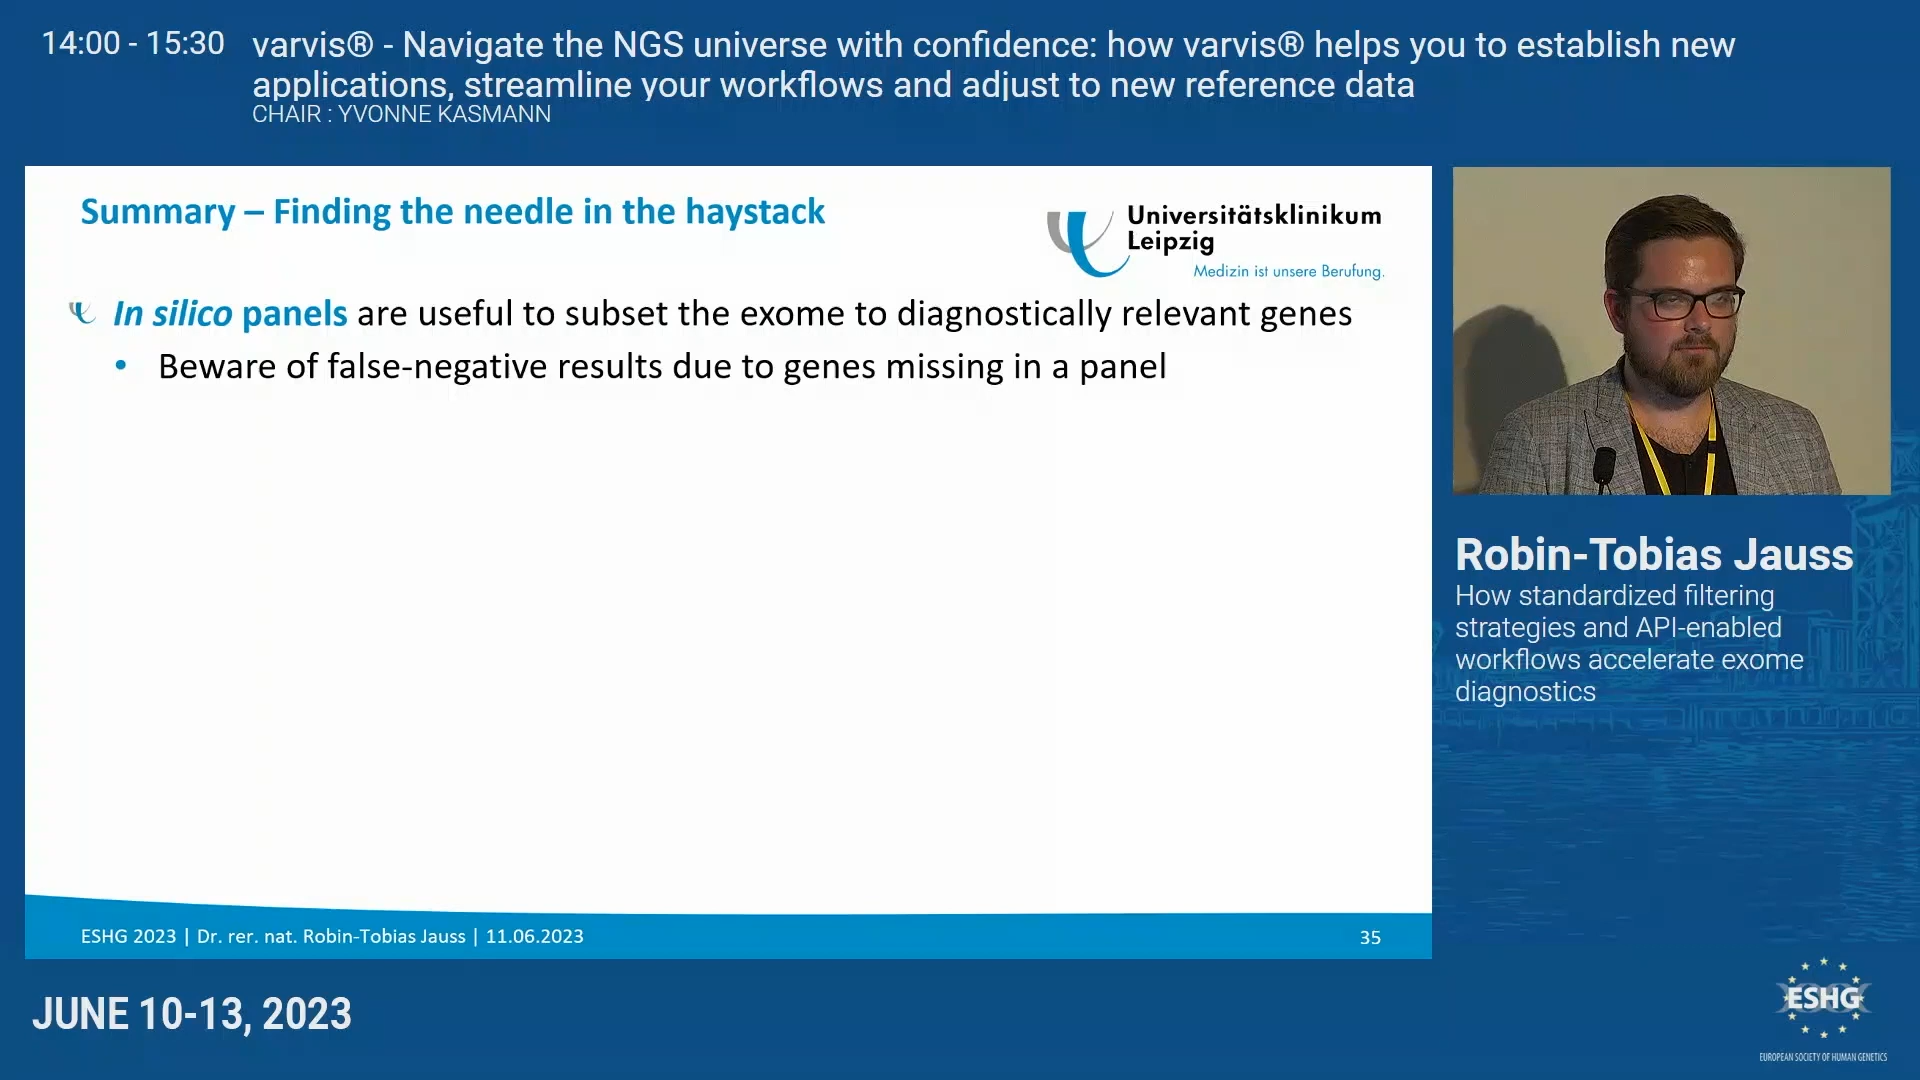 14:00 - 15:30
varvis® - Navigate the NGS universe with confidence: how varvis® helps you to establish new
applications, streamline your workflows and adjust to new reference data
CHAIR : YVONNE KASMANN
Summary – Finding the needle in the haystack
Universitätsklinikum
Leipzig
Medizin ist unsere Berufung.
In silico panels are useful to subset the exome to diagnostically relevant genes
• Beware of false-negative results due to genes missing in a panel
ESHG 2023 | Dr. rer. nat. Robin-Tobias Jauss | 11.06.2023
35
Robin-Tobias Jauss
How standardized filtering
strategies and API-enabled
workflows accelerate exome
diagnostics
JUNE 10-13, 2023
ESHG
EUROPEAN SOCIETY OF HUMAN GENETICS